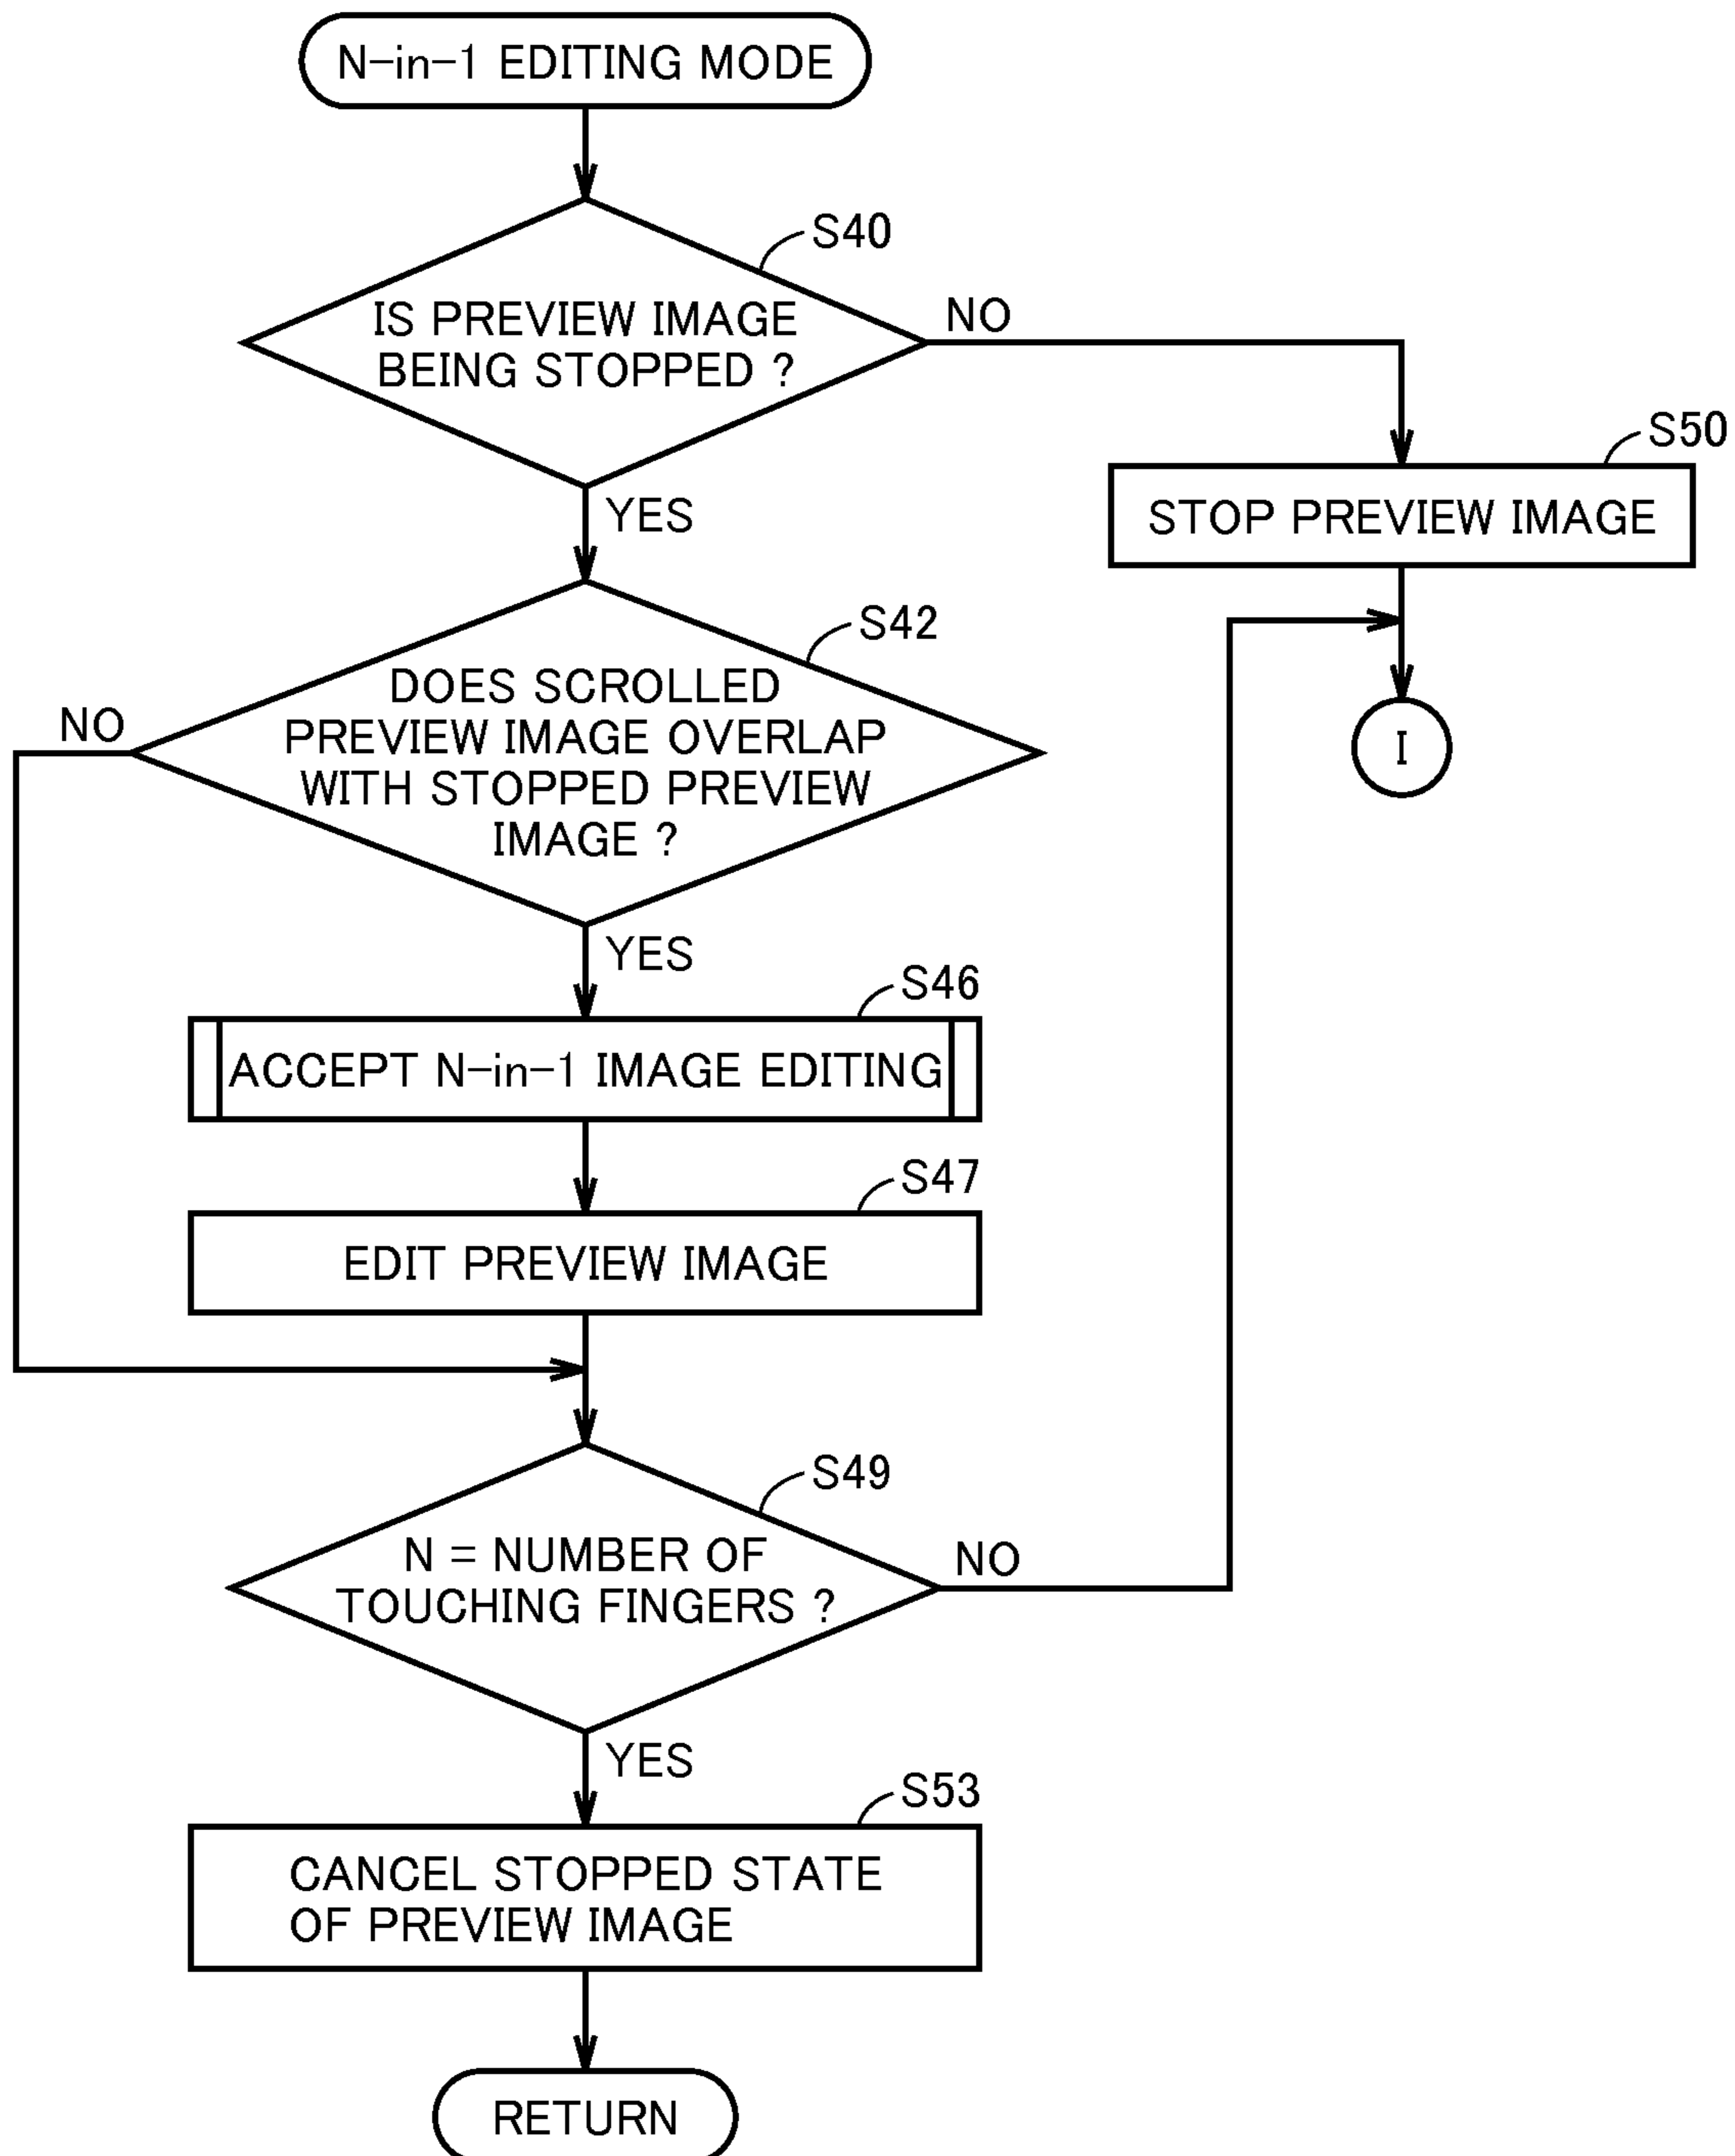 N-in-1 EDITING MODE
S40
IS PREVIEW IMAGE
BEING STOPPED ?
NO
YES
S50
STOP PREVIEW IMAGE
I
S42
DOES SCROLLED
PREVIEW IMAGE OVERLAP
WITH STOPPED PREVIEW
IMAGE ?
NO
YES
S46
ACCEPT N-in-1 IMAGE EDITING
S47
EDIT PREVIEW IMAGE
S49
N = NUMBER OF
TOUCHING FINGERS ?
NO
YES
S53
CANCEL STOPPED STATE
OF PREVIEW IMAGE
RETURN